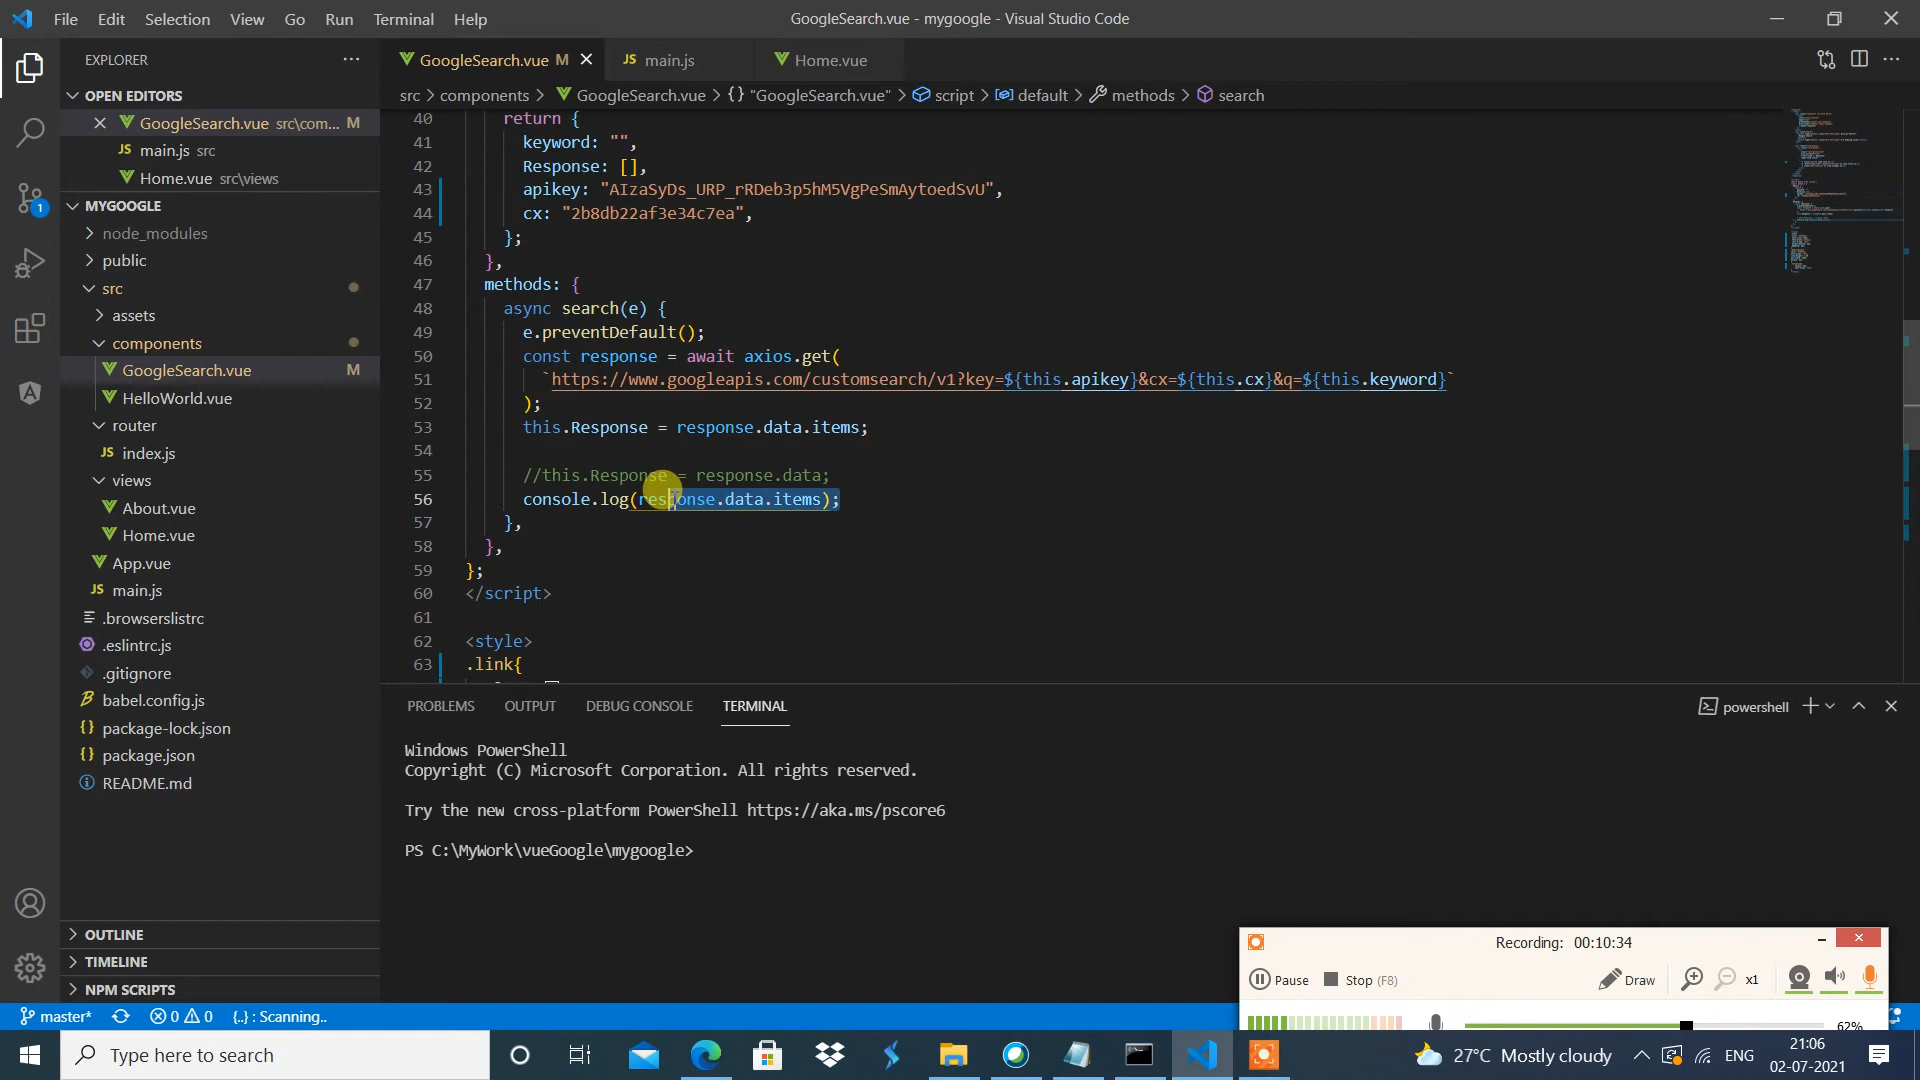 File Edit Selection View Go Run Terminal Help
GoogleSearch.vue - mygoogle - Visual Studio Code
EXPLORER
OPEN EDITORS
GoogleSearch.vue src\com... M
main.js src
Home.vue src\views
MYGOOGLE
node_modules
public
src
assets
components
GoogleSearch.vue M
HelloWorld.vue
router
index.js
views
About.vue
Home.vue
App.vue
main.js
.browserslistrc
.eslintrc.js
.gitignore
babel.config.js
package-lock.json
package.json
README.md
OUTLINE
TIMELINE
NPM SCRIPTS
1
GoogleSearch.vue M
main.js
Home.vue
src > components > GoogleSearch.vue > {} "GoogleSearch.vue" > script > default > methods > search
40 return {
41 keyword: "",
42 Response: [],
43 apikey: "AIzaSyDs_URP_rRDeb3p5hM5VgPeSmAytoedSvU",
44 cx: "2b8db22af3e34c7ea",
45 };
46 },
47 methods: {
48 async search(e) {
49 e.preventDefault();
50 const response = await axios.get(
51 `https://www.googleapis.com/customsearch/v1?key=${this.apikey}&cx=${this.cx}&q=${this.keyword}`
52 );
53 this.Response = response.data.items;
54
55 //this.Response = response.data;
56 console.log(response.data.items);
57 },
58 },
59 };
60 </script>
61
62 <style>
63 .link{
PROBLEMS OUTPUT DEBUG CONSOLE TERMINAL
powershell
Windows PowerShell
Copyright (C) Microsoft Corporation. All rights reserved.
Try the new cross-platform PowerShell https://aka.ms/pscore6
PS C:\MyWork\vueGoogle\mygoogle>
Recording: 00:10:34
Pause Stop (F8) Draw x1
62%
master* 0 0 {..} : Scanning..
Type here to search
27°C Mostly cloudy
ENG
21:06
02-07-2021